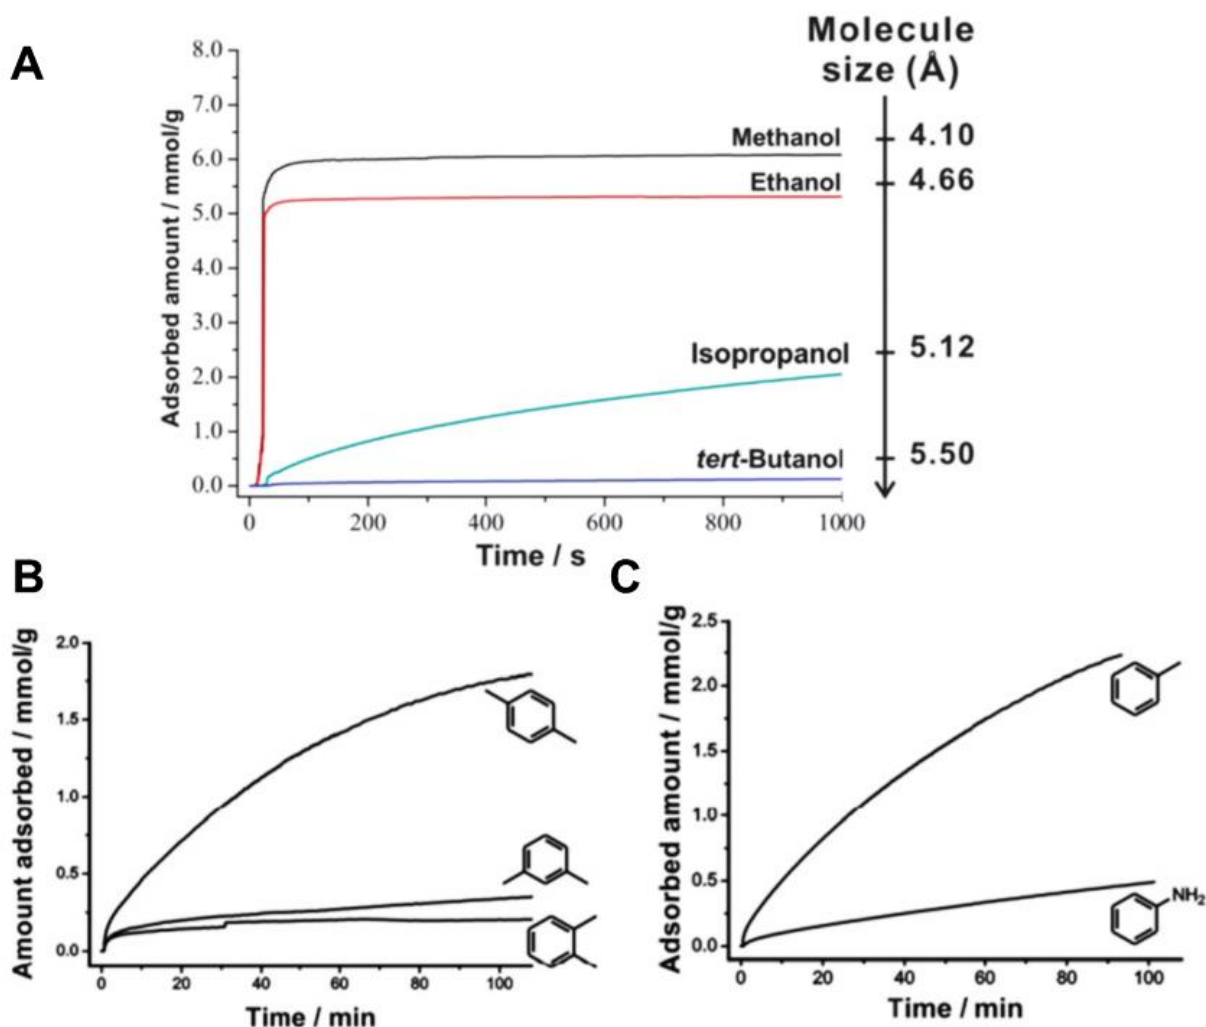 A
Molecule
size (Å)
8.0
7.0
6.0
5.0
4.0
3.0
2.0
1.0
0.0
Adsorbed amount / mmol/g
Methanol
Ethanol
Isopropanol
tert-Butanol
4.10
4.66
5.12
5.50
0 200 400 600 800 1000
Time / s
B
2.0
1.5
1.0
0.5
0.0
Amount adsorbed / mmol/g
0 20 40 60 80 100
Time / min
C
2.5
2.0
1.5
1.0
0.5
0.0
Adsorbed amount / mmol/g
NH2
0 20 40 60 80 100
Time / min